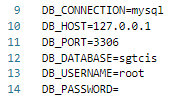 9 DB_CONNECTION=mysql
10 DB_HOST=127.0.0.1
11 DB_PORT=3306
12 DB_DATABASE=sgtcis
13 DB_USERNAME=root
14 DB_PASSWORD=